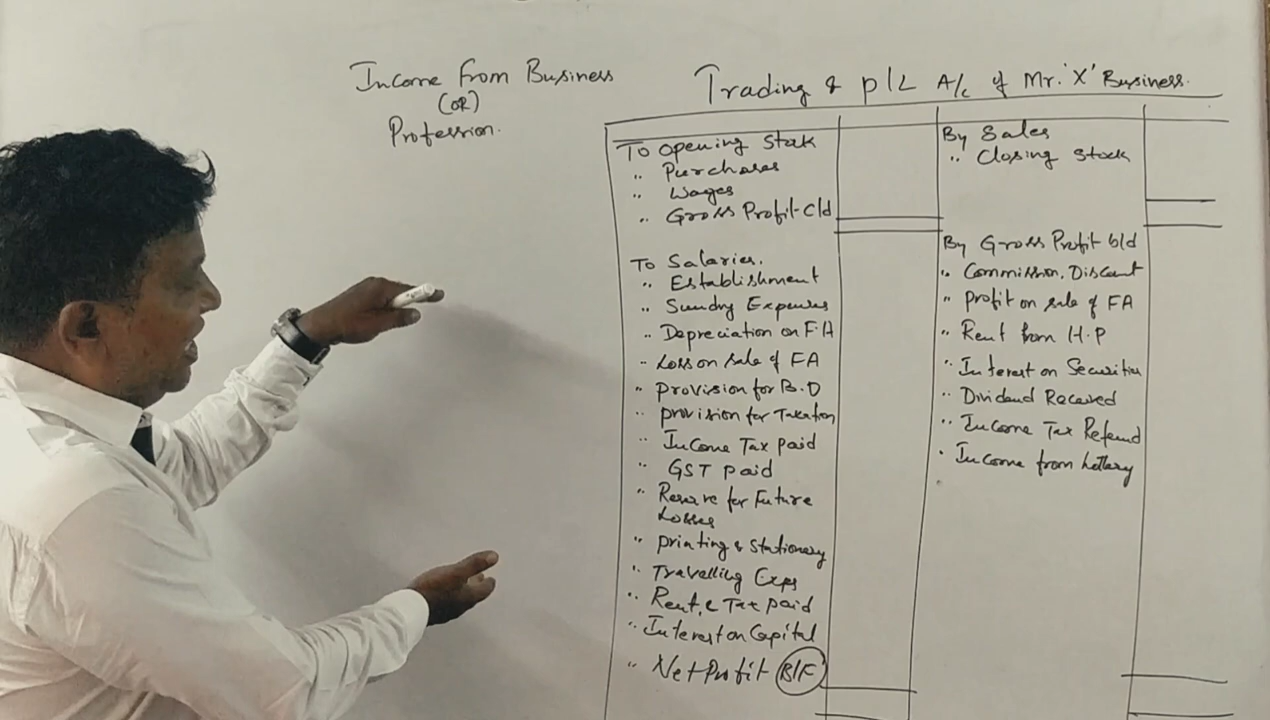 Income from Business
(OR)
Profession.
Trading & P/L A/c of Mr. 'X' Business.
To Opening Stock
" Purchases
" Wages
" Gross Profit c/d
To Salaries.
" Establishment
" Sundry Expenses
" Depreciation on F.A
" Loss on sale of FA
" Provision for B.D
" Provision for Taxation
" Income Tax Paid
" GST Paid
" Reserve for Future
Losses
" Printing & Stationery
" Travelling Exps
" Rent & Tax paid
" Interest on Capital
" Net Profit B/F
By Sales
" Closing Stock
By Gross Profit b/d
" Commission, Discount
" Profit on sale of FA
" Rent from H.P
" Interest on Securities
" Dividend Received
" Income Tax Refund
" Income from Lottery